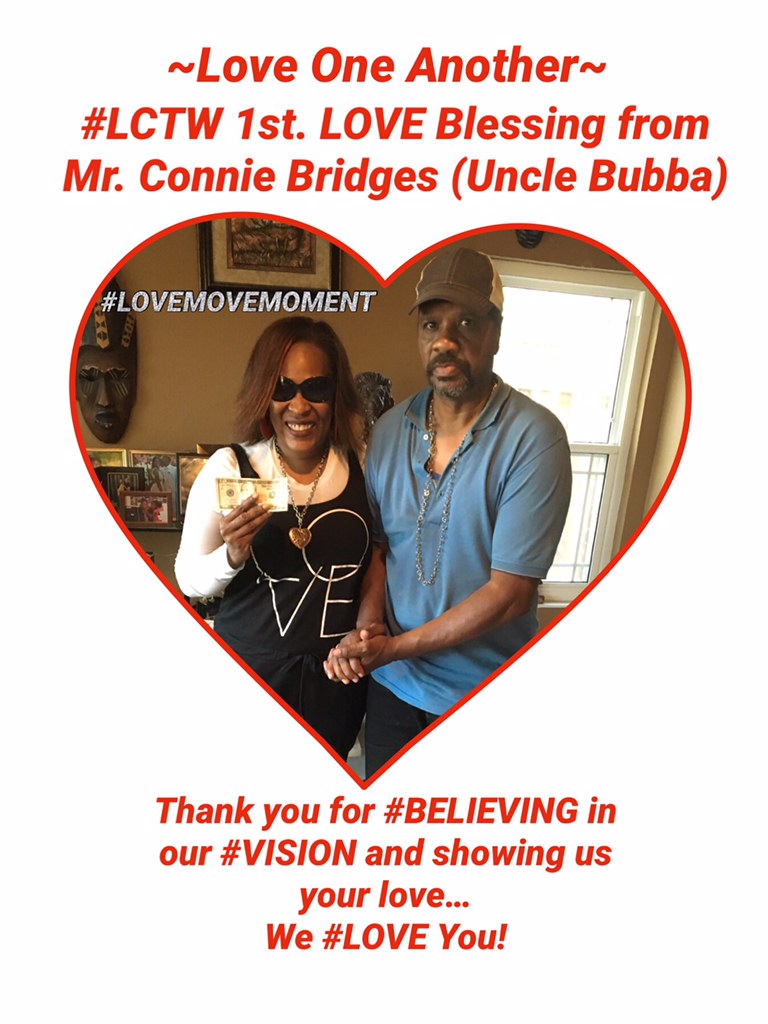 ~Love One Another~
#LCTW 1st. LOVE Blessing from
Mr. Connie Bridges (Uncle Bubba)
#LOVEMOVEMOMENT
VE
Thank you for #BELIEVING in
our #VISION and showing us
your love...
We #LOVE You!